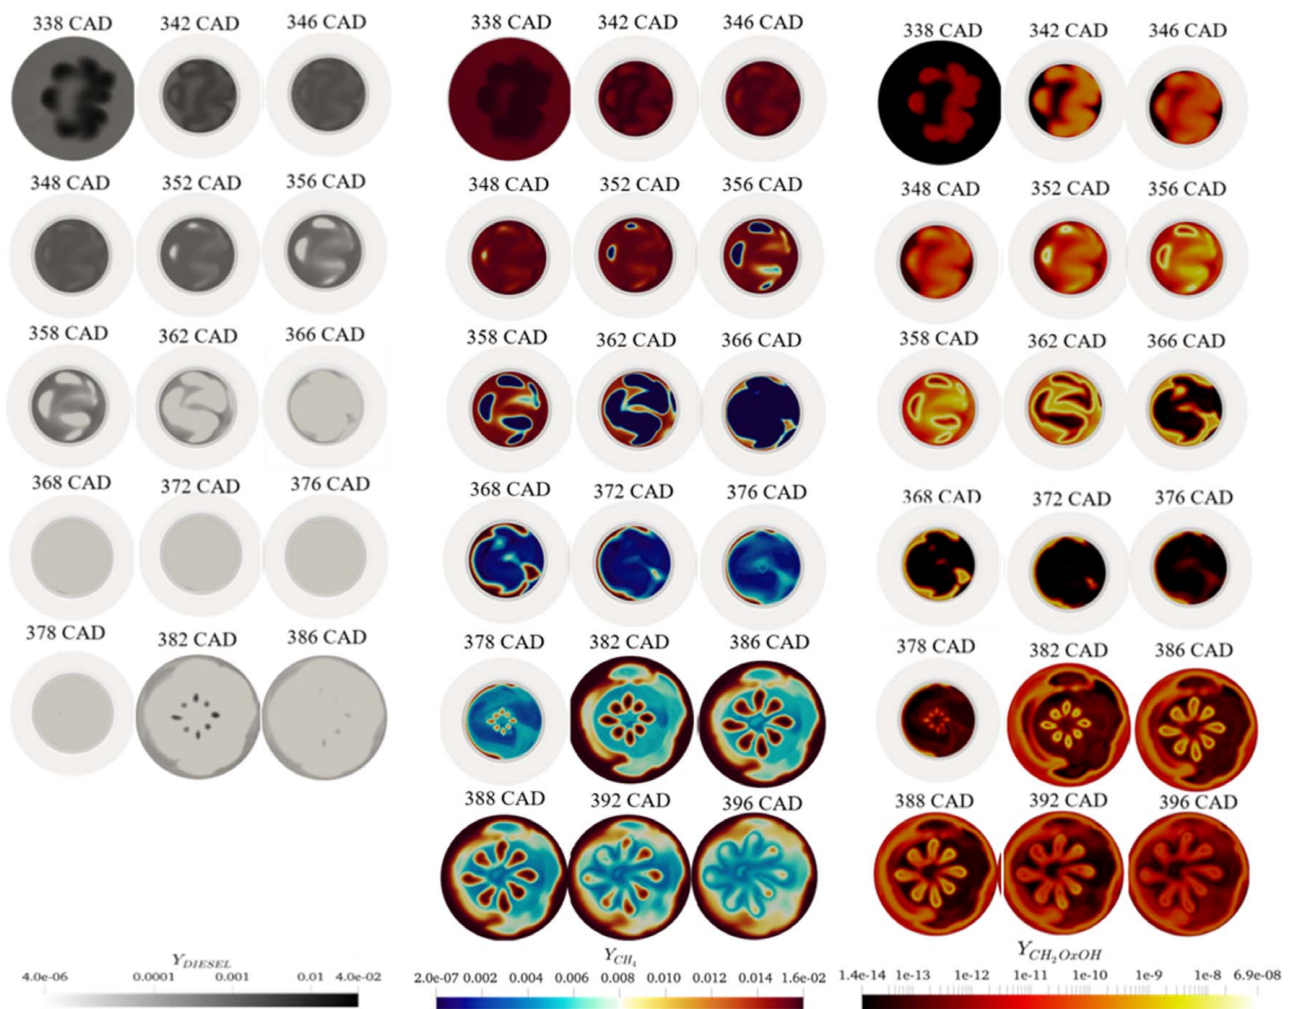 338 CAD 342 CAD 346 CAD
348 CAD 352 CAD 356 CAD
358 CAD 362 CAD 366 CAD
368 CAD 372 CAD 376 CAD
378 CAD 382 CAD 386 CAD
Y_DIESEL
4.0e-06 0.0001 0.001 0.01 4.0e-02
338 CAD 342 CAD 346 CAD
348 CAD 352 CAD 356 CAD
358 CAD 362 CAD 366 CAD
368 CAD 372 CAD 376 CAD
378 CAD 382 CAD 386 CAD
388 CAD 392 CAD 396 CAD
Y_CH₄
2.0e-07 0.002 0.004 0.006 0.008 0.010 0.012 0.014 1.6e-02
338 CAD 342 CAD 346 CAD
348 CAD 352 CAD 356 CAD
358 CAD 362 CAD 366 CAD
368 CAD 372 CAD 376 CAD
378 CAD 382 CAD 386 CAD
388 CAD 392 CAD 396 CAD
Y_CH₂OxOH
1.4e-14 1e-13 1e-12 1e-11 1e-10 1e-9 1e-8 6.9e-08